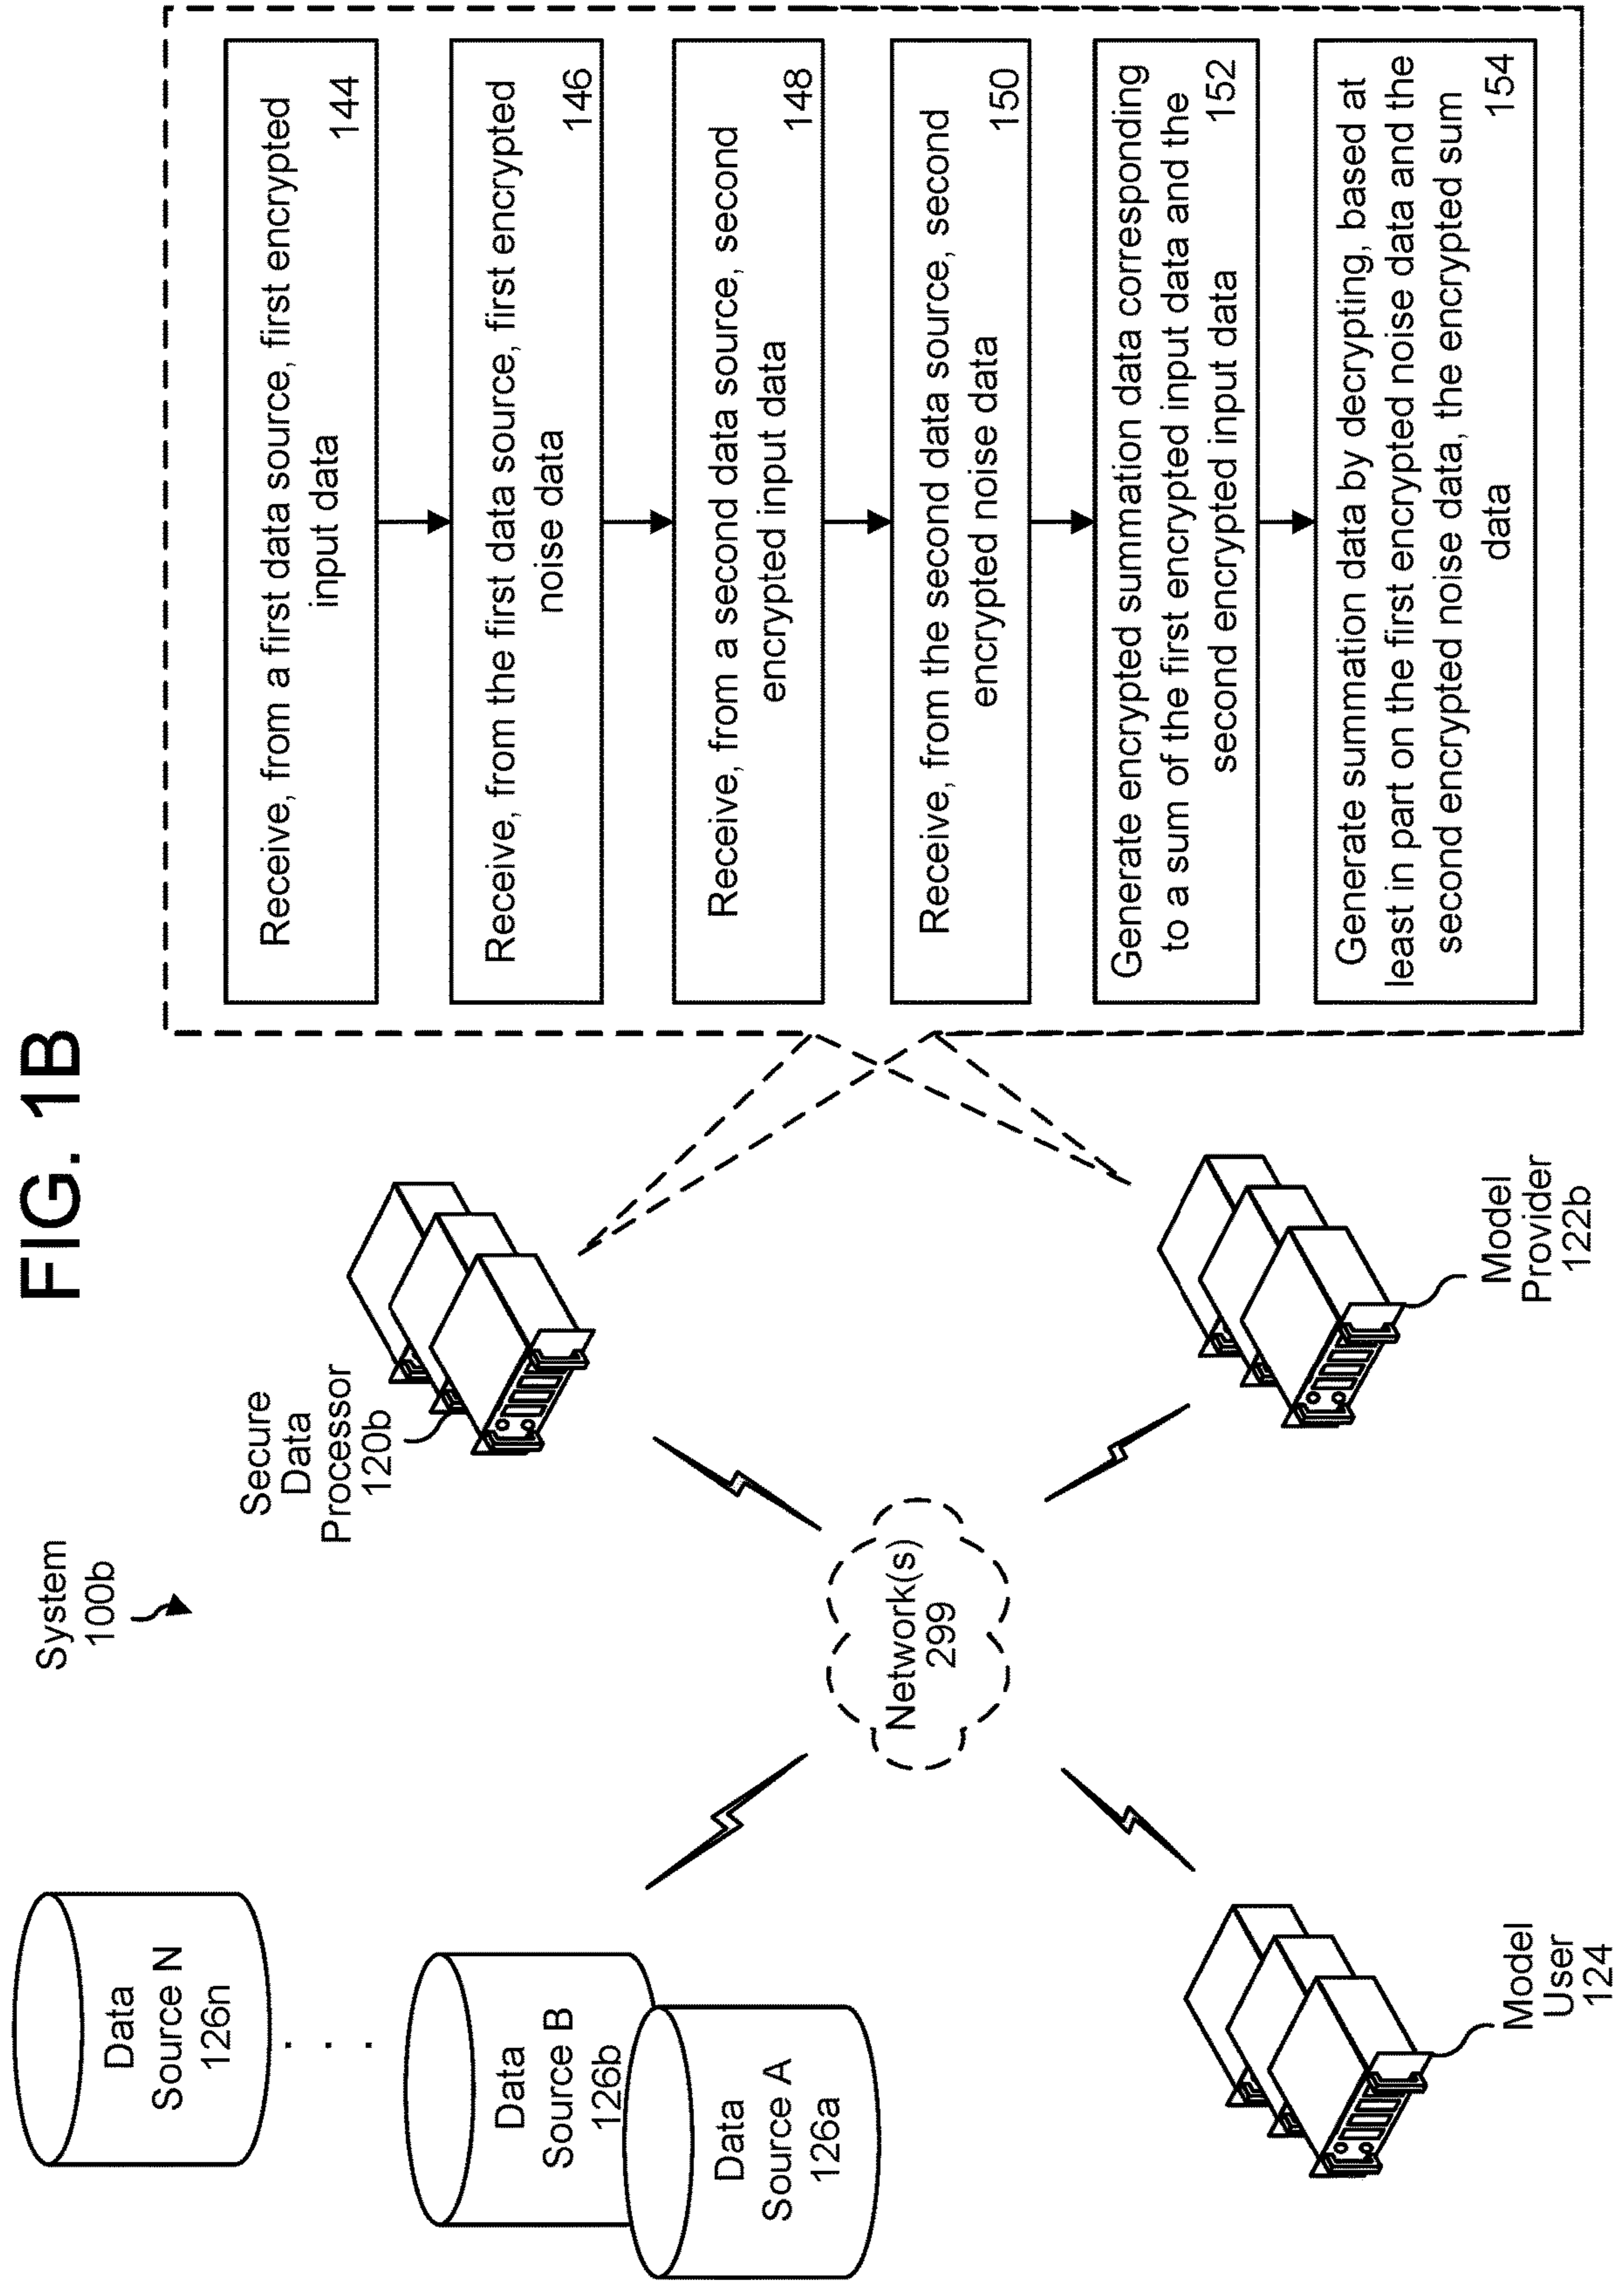 FIG. 1B
System
100b
Data
Source N
126n
. . .
Data
Source B
126b
Data
Source A
126a
Secure
Data
Processor
120b
Network(s)
299
Model
User
124
Model
Provider
122b
Receive, from a first data source, first encrypted
input data
144
Receive, from the first data source, first encrypted
noise data
146
Receive, from a second data source, second
encrypted input data
148
Receive, from the second data source, second
encrypted noise data
150
Generate encrypted summation data corresponding
to a sum of the first encrypted input data and the
second encrypted input data
152
Generate summation data by decrypting, based at
least in part on the first encrypted noise data and the
second encrypted noise data, the encrypted sum
data
154